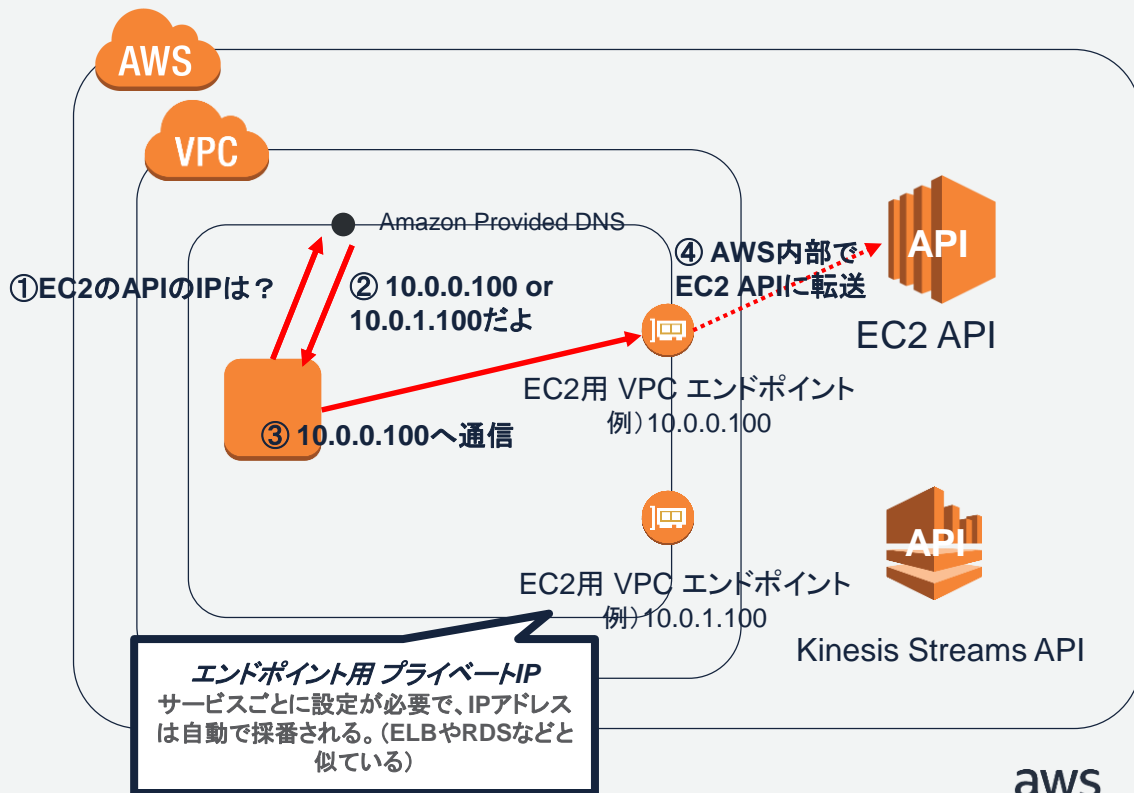 AWS
VPC
Amazon Provided DNS
①EC2のAPIのIPは？
② 10.0.0.100 or
10.0.1.100だよ
④ AWS内部で
EC2 APIに転送
API
EC2 API
EC2用 VPC エンドポイント
例）10.0.0.100
③ 10.0.0.100へ通信
API
EC2用 VPC エンドポイント
例）10.0.1.100
Kinesis Streams API
エンドポイント用 プライベートIP
サービスごとに設定が必要で、IPアドレス
は自動で採番される。（ELBやRDSなどと
似ている）
aws